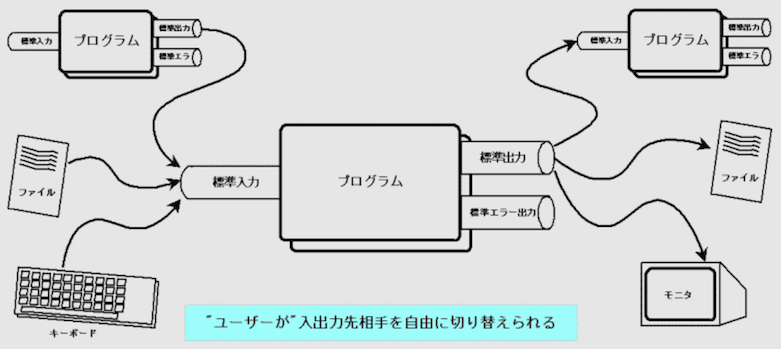 標準入力
プログラム
標準出力
標準エラ
標準入力
プログラム
標準出力
標準エラ
ファイル
標準入力
プログラム
標準出力
標準エラー出力
ファイル
キーボード
モニタ
"ユーザーが"入出力先相手を自由に切り替えられる